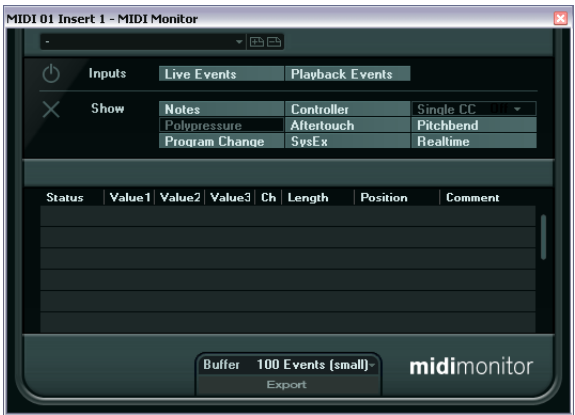 MIDI 01 Insert 1 - MIDI Monitor
-
Inputs Live Events Playback Events
Show Notes Controller Single CC
Polypressure Aftertouch Pitchbend
Program Change SysEx Realtime
Status Value1 Value2 Value3 Ch Length Position Comment
Buffer 100 Events (small)
Export
midimonitor